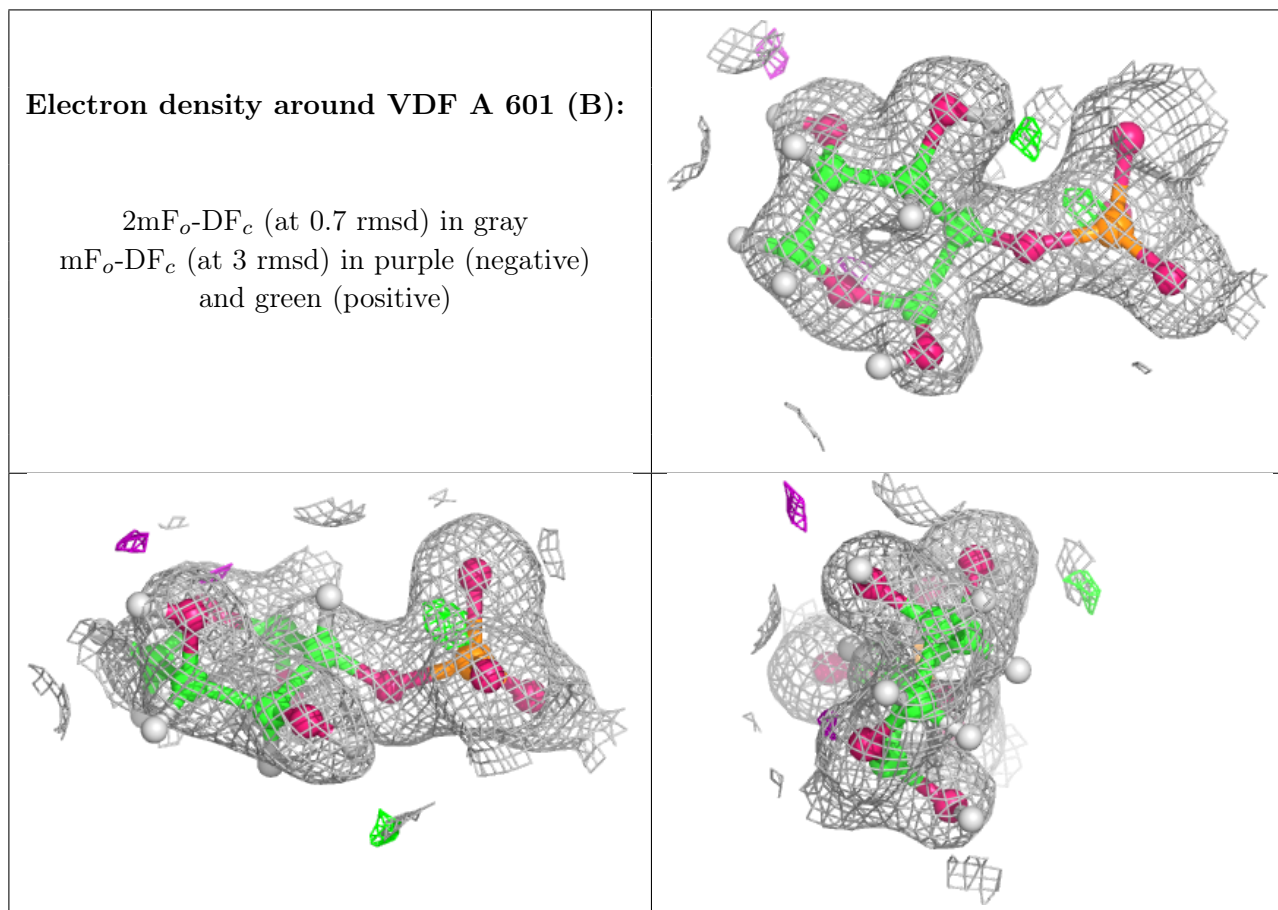 Electron density around VDF A 601 (B):
2mFo-DFc (at 0.7 rmsd) in gray
mFo-DFc (at 3 rmsd) in purple (negative)
and green (positive)